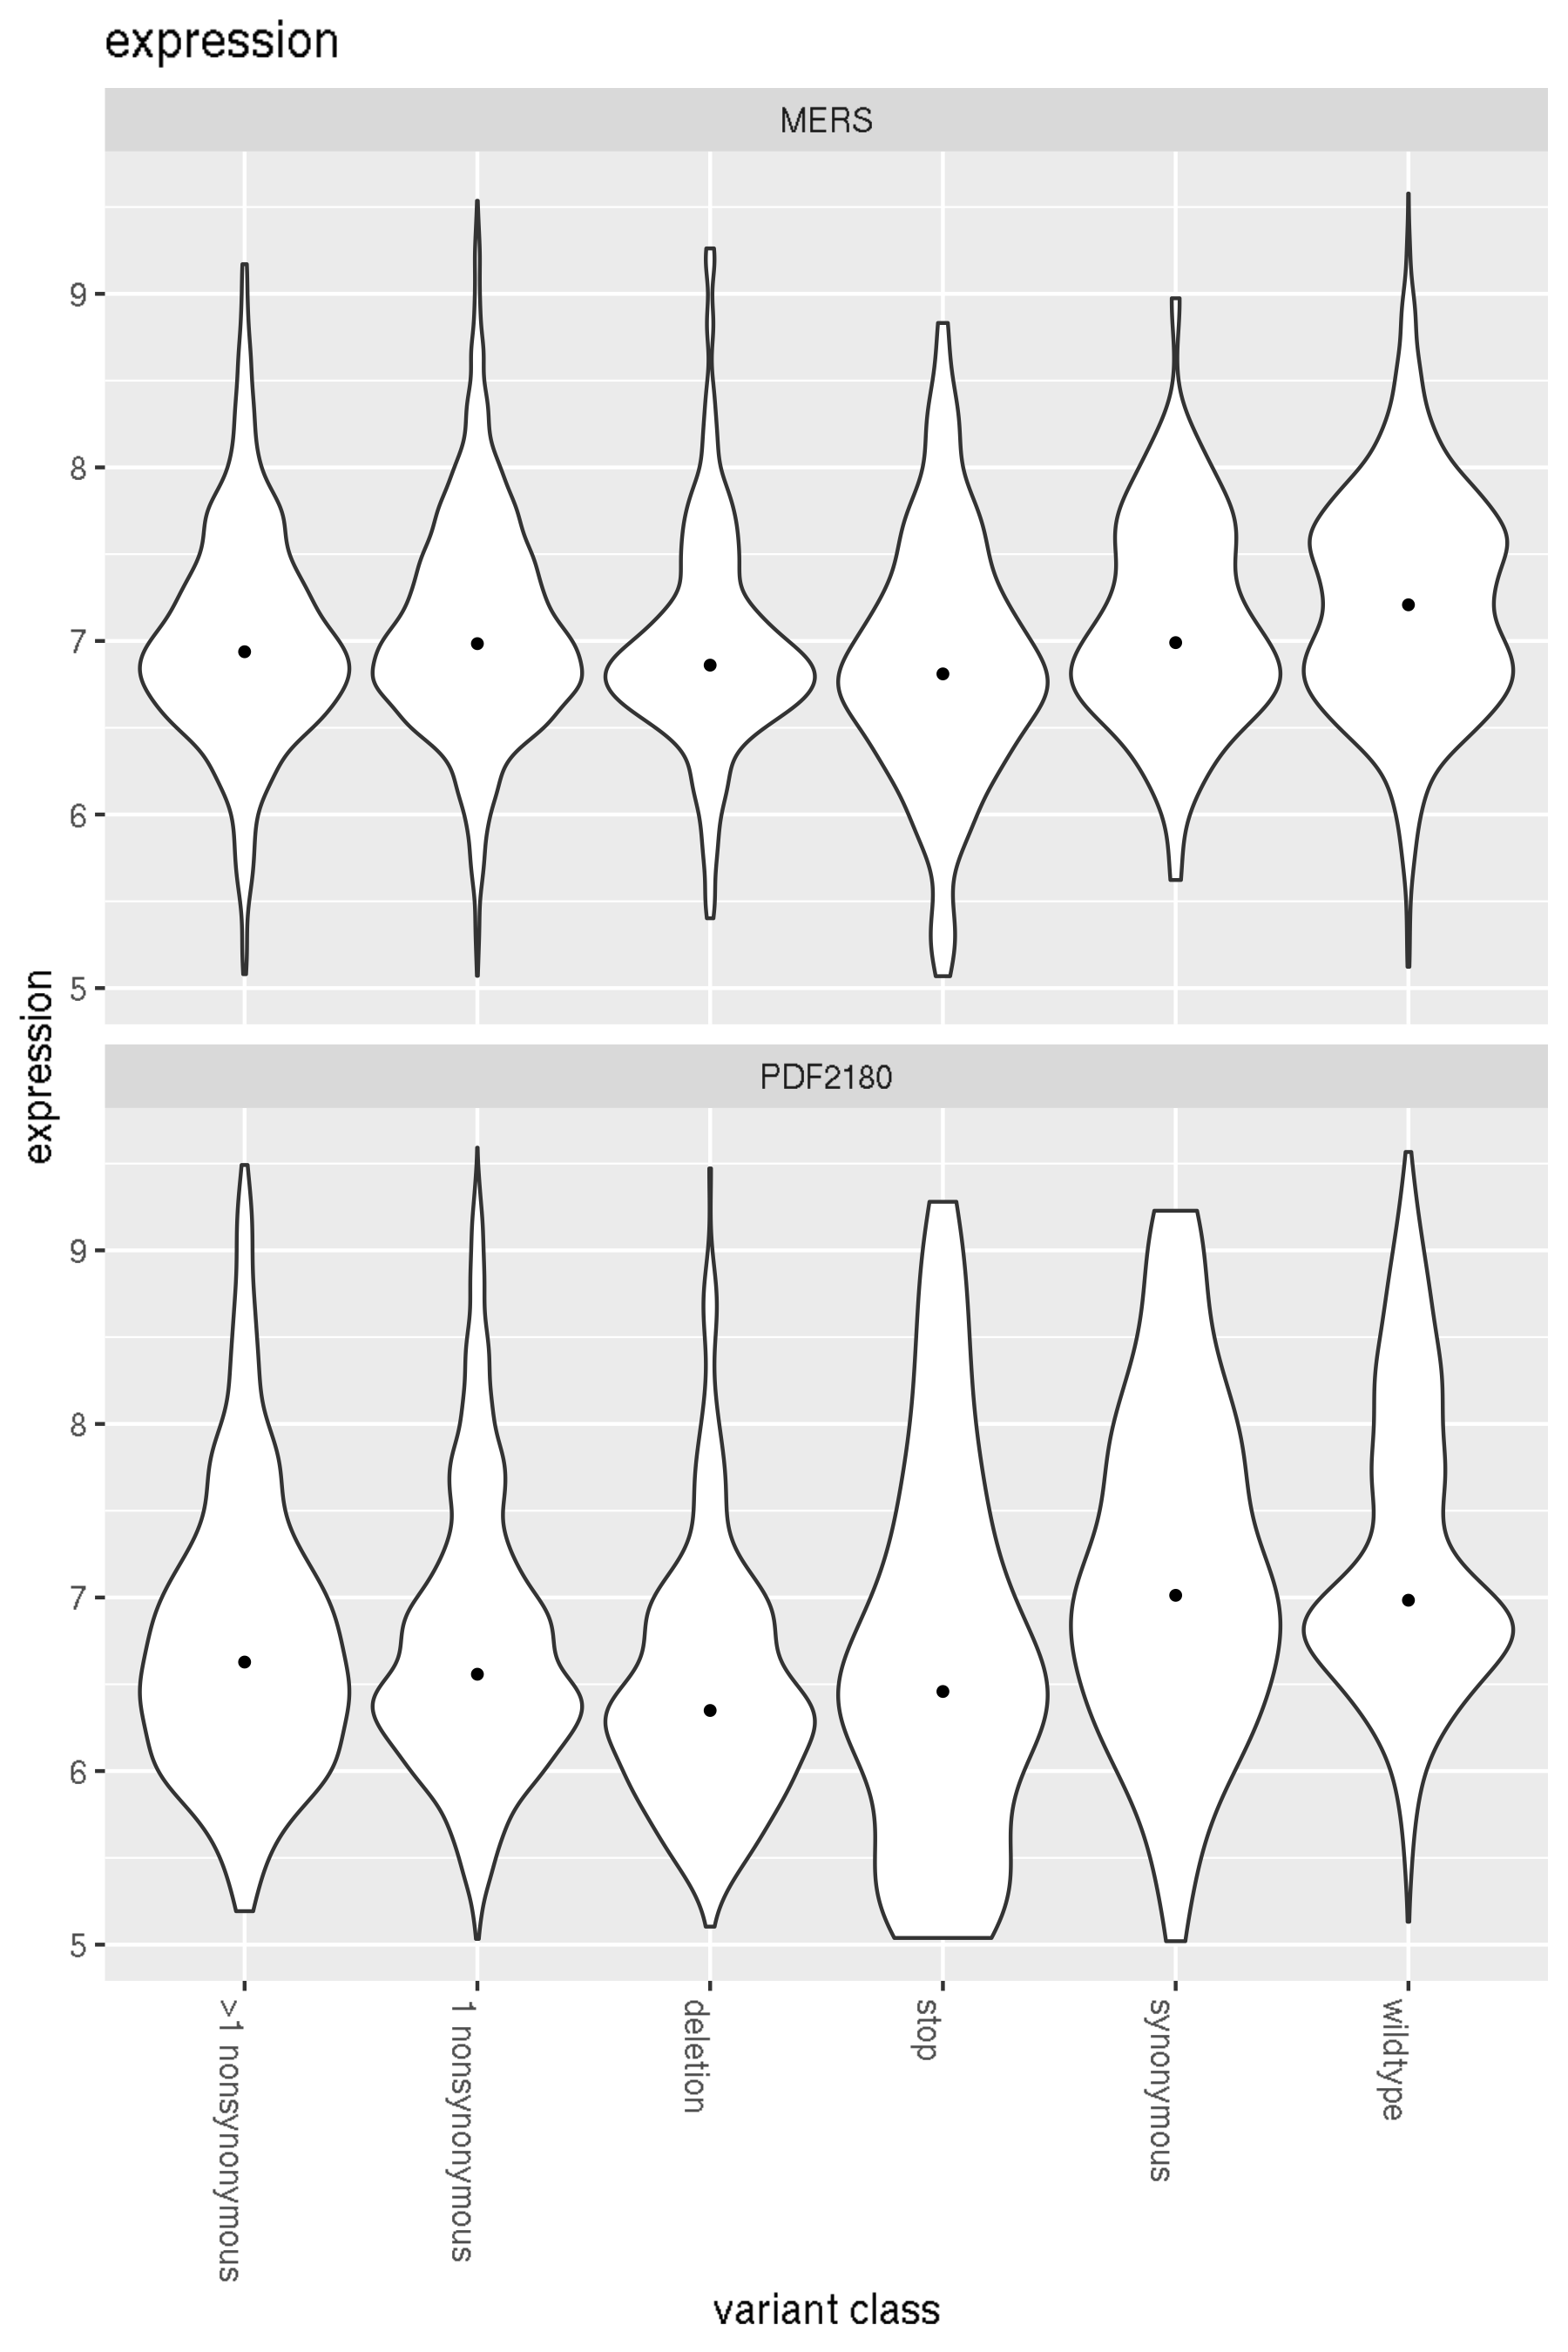 expression
MERS
9
8
7
6
5
expression
PDF2180
9
8
7
6
5
>1 nonsynonymous
1 nonsynonymous
deletion
stop
synonymous
wildtype
variant class